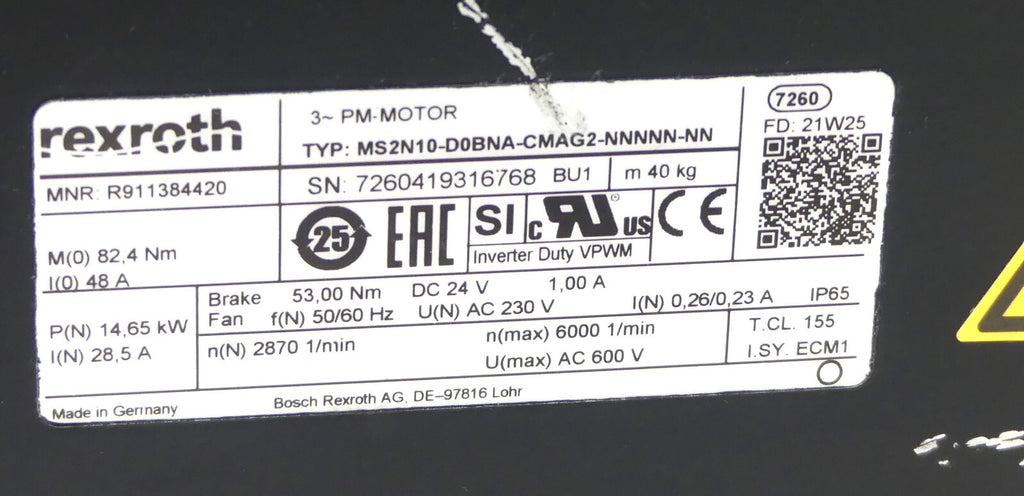 rexroth
3~ PM-MOTOR
TYP: MS2N10-D0BNA-CMAG2-NNNNN-NN
7260
FD: 21W25
MNR: R911384420
SN: 7260419316768 BU1
m 40 kg
25
EAC
SI
c RU US
CE
Inverter Duty VPWM
M(0) 82,4 Nm
I(0) 48 A
Brake 53,00 Nm DC 24 V 1,00 A
Fan f(N) 50/60 Hz U(N) AC 230 V I(N) 0,26/0,23 A IP65
P(N) 14,65 kW
I(N) 28,5 A
n(N) 2870 1/min
n(max) 6000 1/min
U(max) AC 600 V
T.CL. 155
I.SY. ECM1
Made in Germany
Bosch Rexroth AG, DE-97816 Lohr